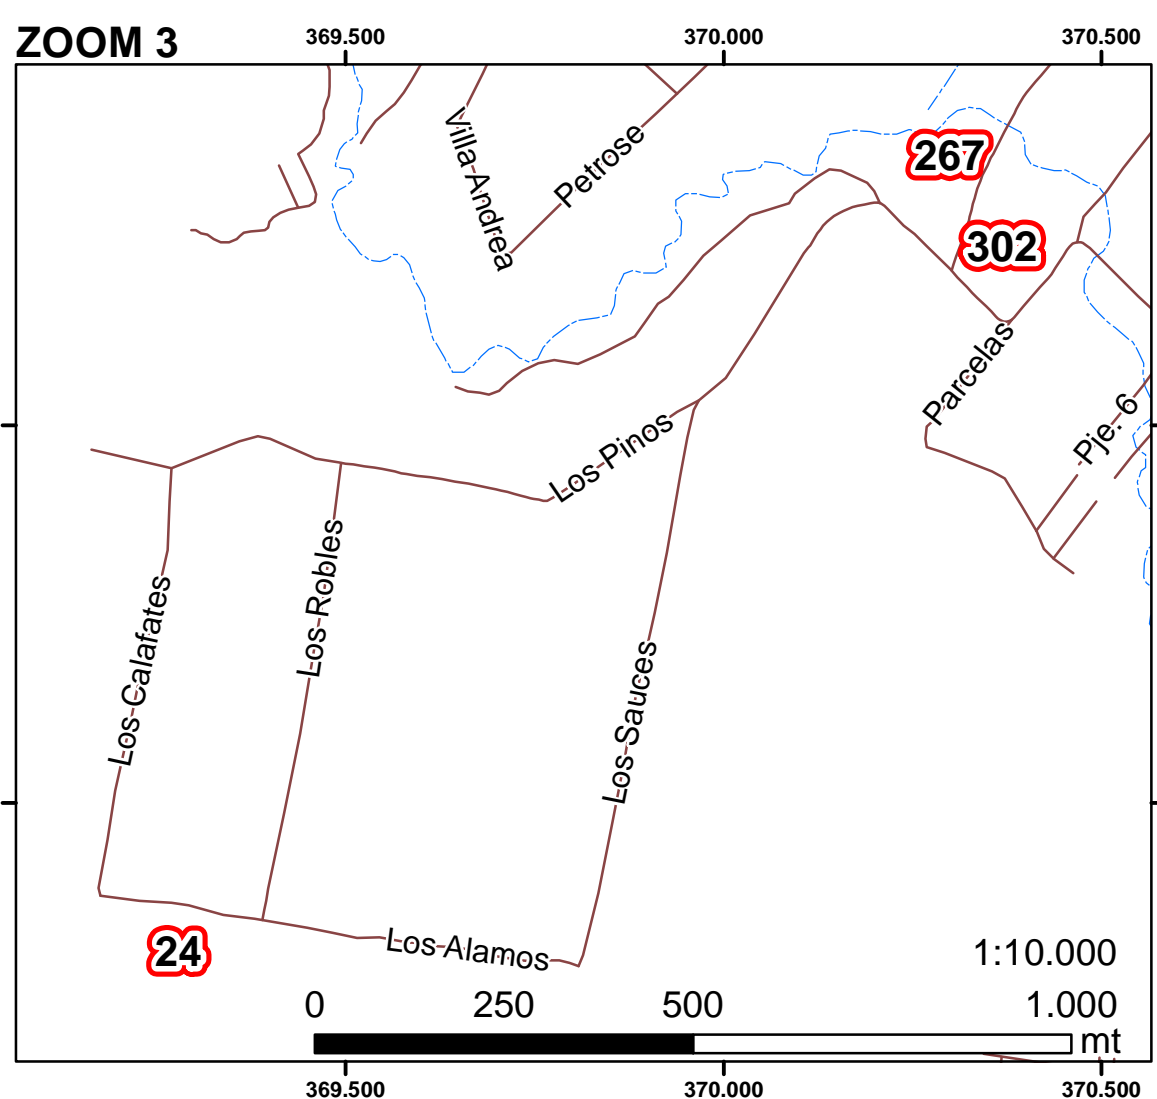 ZOOM 3
369.500
370.000
370.500
Villa Andrea
Petrose
267
302
Parcelas
Pje. 6
Los Pinos
Los Robles
Los Calafates
Los Sauces
24
Los Alamos
1:10.000
0
250
500
1.000
mt
369.500
370.000
370.500